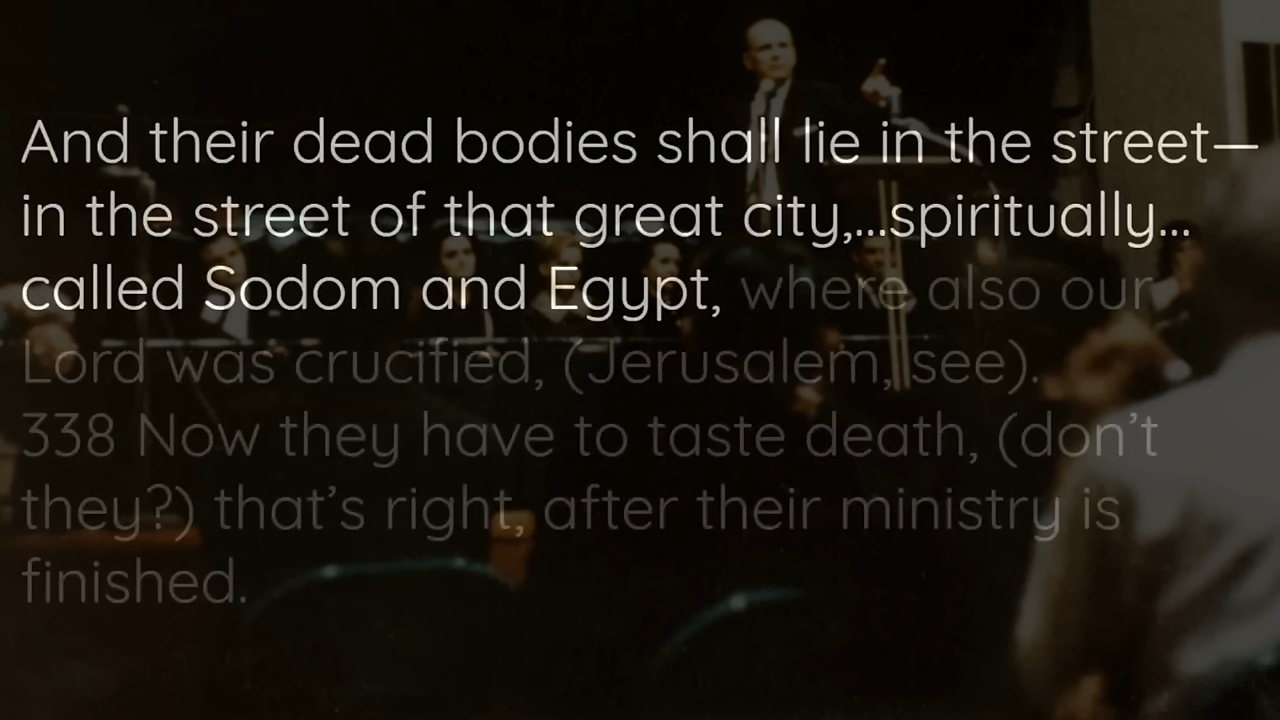 And their dead bodies shall lie in the street—
in the street of that great city,...spiritually...
called Sodom and Egypt, where also our
Lord was crucified, (Jerusalem, see).
338 Now they have to taste death, (don’t
they?) that’s right, after their ministry is
finished.